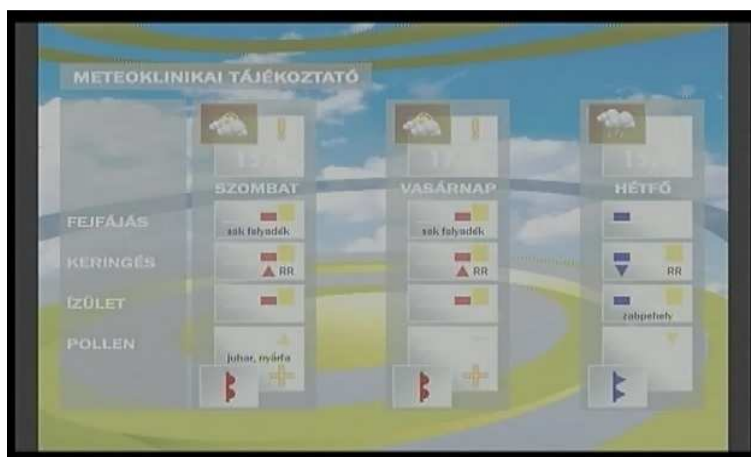 METEOKLINIKAI TÁJÉKOZTATÓ
SZOMBAT VASÁRNAP HÉTFŐ
FEJFÁJÁS sok folyadék sok folyadék
KERINGÉS RR RR RR
ÍZÜLET zabpehely
POLLEN juhar, nyárfa